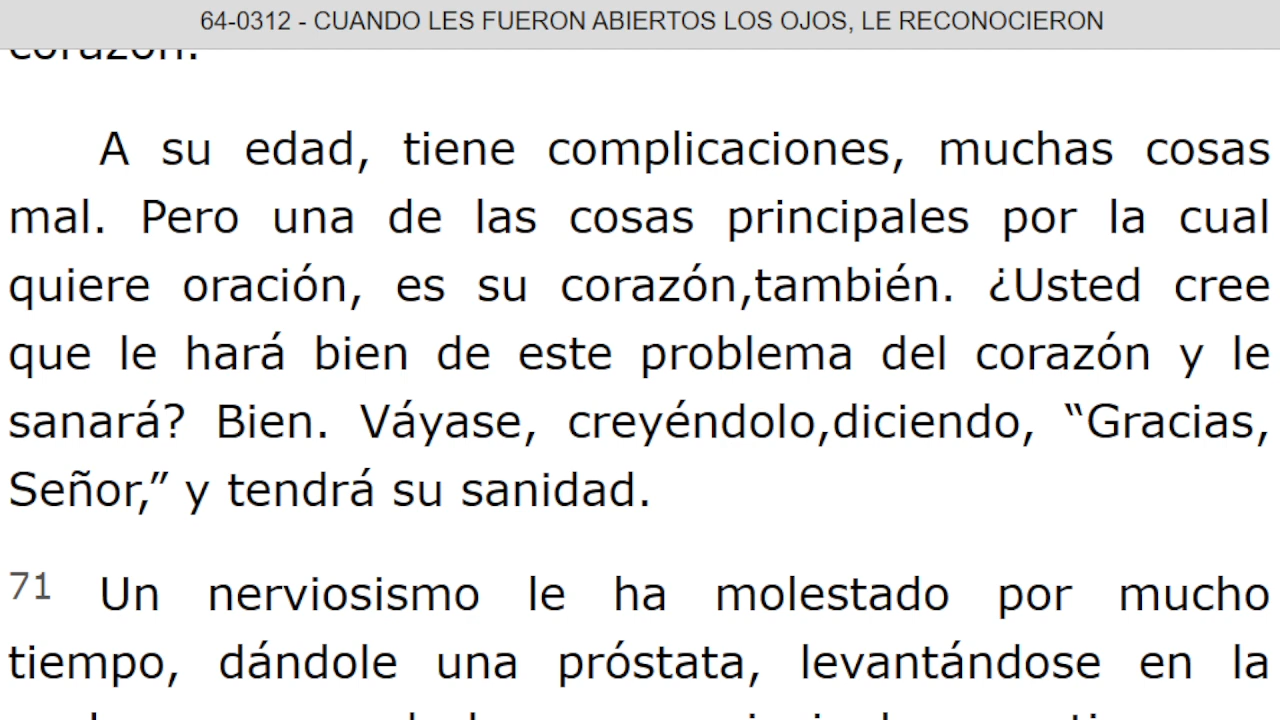 64-0312 - CUANDO LES FUERON ABIERTOS LOS OJOS, LE RECONOCIERON
corazón.
A su edad, tiene complicaciones, muchas cosas
mal. Pero una de las cosas principales por la cual
quiere oración, es su corazón,también. ¿Usted cree
que le hará bien de este problema del corazón y le
sanará? Bien. Váyase, creyéndolo,diciendo, “Gracias,
Señor,” y tendrá su sanidad.
71 Un nerviosismo le ha molestado por mucho
tiempo, dándole una próstata, levantándose en la